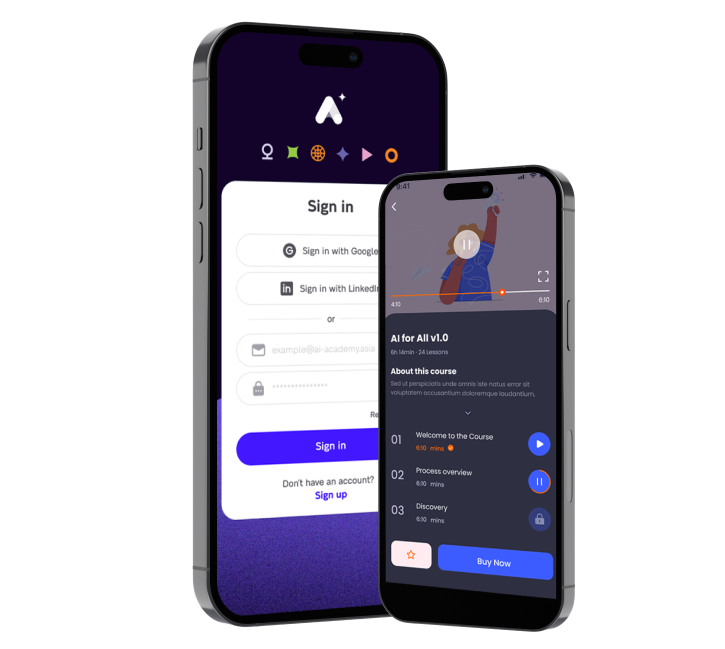 Sign in
G Sign in with Google
in Sign in with LinkedIn
or
example@ai-academy.asia
***************
Re
Sign in
Don't have an account?
Sign up
9:41
4:10
6:10
AI for All v1.0
6h 14min · 24 Lessons
About this course
Sed ut perspiciatis unde omnis iste natus error sit
voluptatem accusantium doloremque laudantium,
01 Welcome to the Course
6:10 mins
02 Process overview
6:10 mins
03 Discovery
6:10 mins
Buy Now